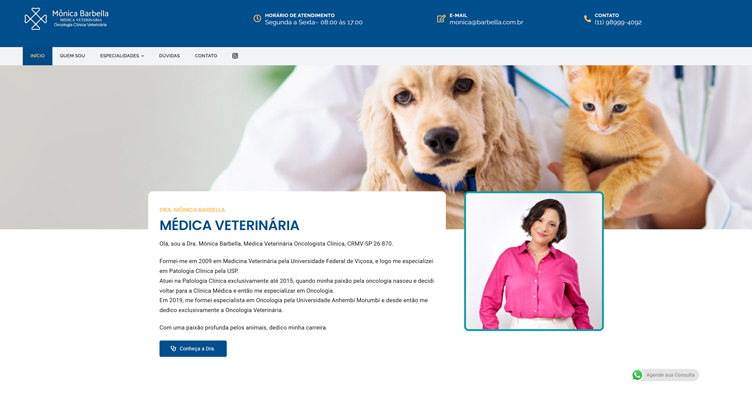 Mônica Barbella
MÉDICA VETERINÁRIA
Oncologia Clínica Veterinária
HORÁRIO DE ATENDIMENTO
Segunda a Sexta– 08:00 às 17:00
E-MAIL
monica@barbella.com.br
CONTATO
(11) 98999-4092
INÍCIO
QUEM SOU
ESPECIALIDADES
DÚVIDAS
CONTATO
DRA. MÔNICA BARBELLA
MÉDICA VETERINÁRIA
Olá, sou a Dra. Mônica Barbella, Médica Veterinária Oncologista Clínica, CRMV-SP 26.870.
Formei-me em 2009 em Medicina Veterinária pela Universidade Federal de Viçosa, e logo me especializei
em Patologia Clínica pela USP.
Atuei na Patologia Clínica exclusivamente até 2015, quando minha paixão pela oncologia nasceu e decidi
voltar para a Clínica Médica e então me especializar em Oncologia.
Em 2019, me formei especialista em Oncologia pela Universidade Anhembi Morumbi e desde então me
dedico exclusivamente a Oncologia Veterinária.
Com uma paixão profunda pelos animais, dedico minha carreira.
Conheça a Dra.
Agende sua Consulta